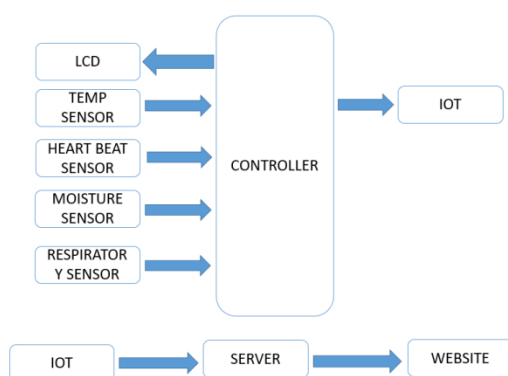 LCD
TEMP
SENSOR
HEART BEAT
SENSOR
MOISTURE
SENSOR
RESPIRATOR
Y SENSOR
CONTROLLER
IOT
IOT
SERVER
WEBSITE